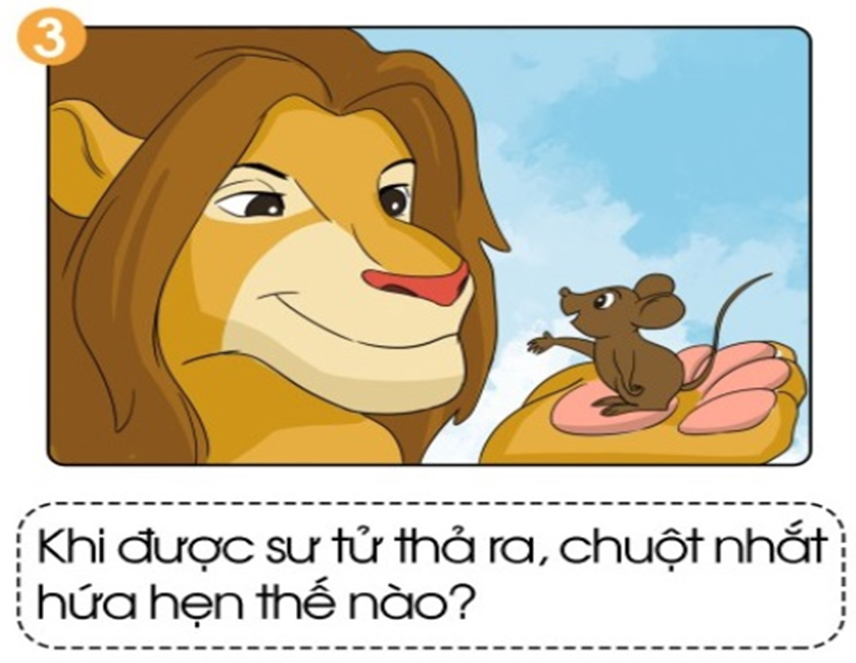 3
Khi được sư tử thả ra, chuột nhắt
hứa hẹn thế nào?